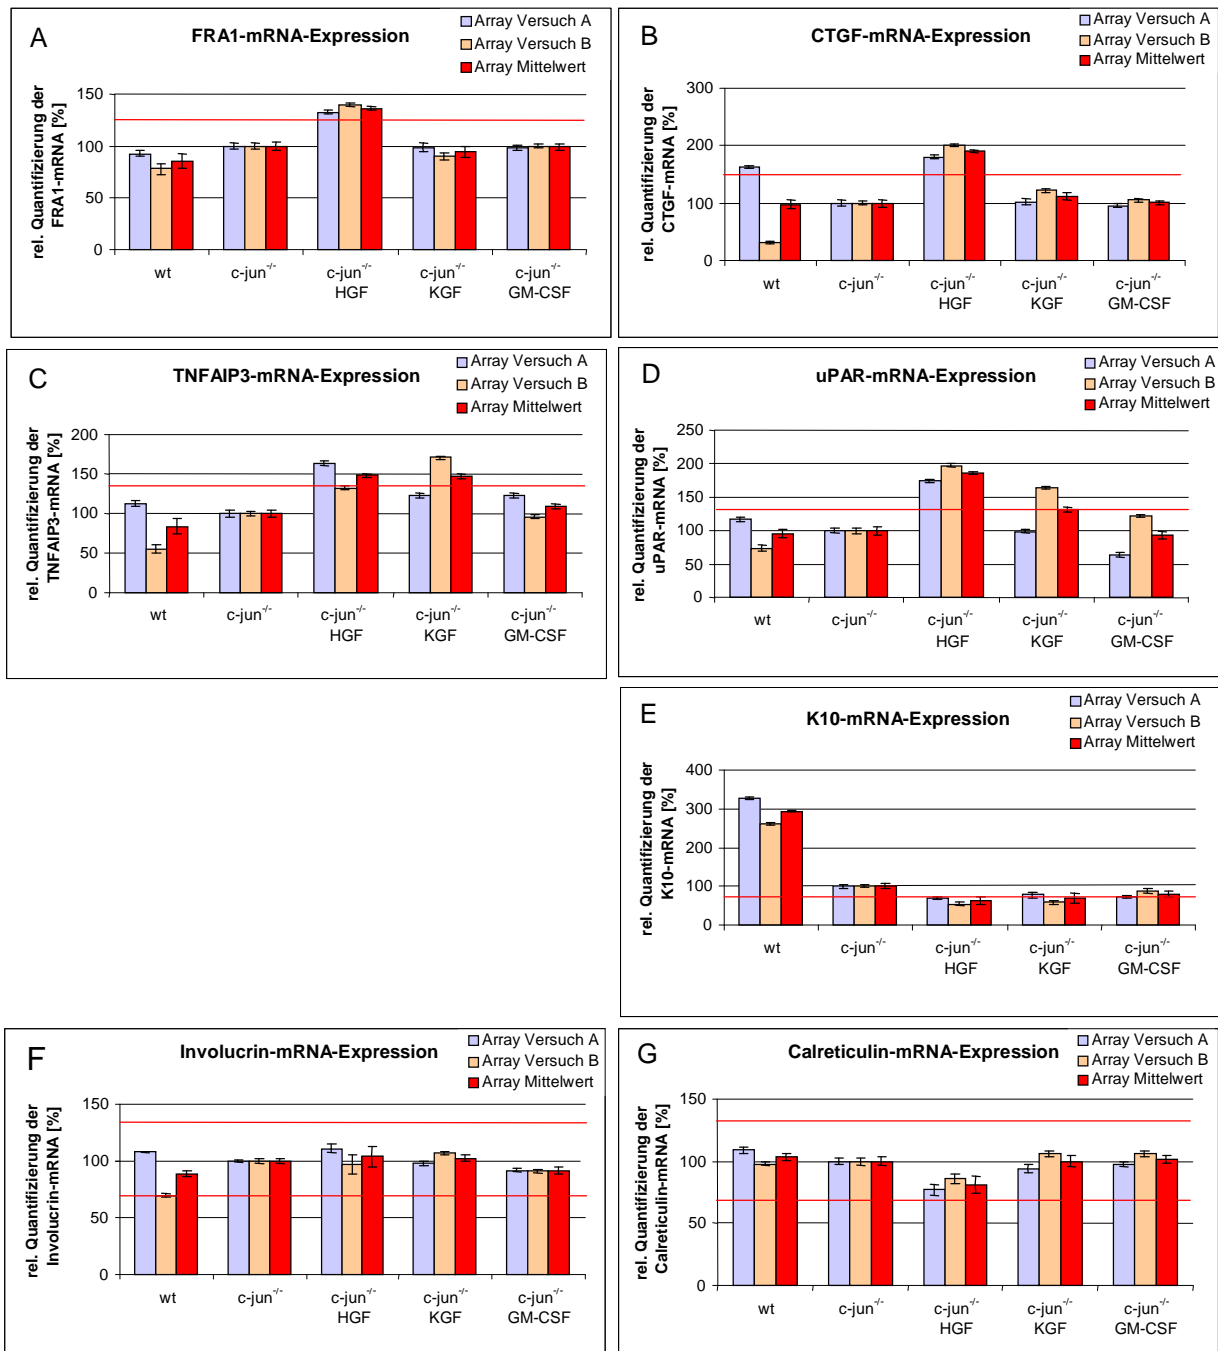 A
FRA1-mRNA-Expression
Array Versuch A
Array Versuch B
Array Mittelwert
rel. Quantifizierung der
FRA1-mRNA [%]
150
100
50
0
wt
c-jun-/-
c-jun-/-
HGF
c-jun-/-
KGF
c-jun-/-
GM-CSF
B
CTGF-mRNA-Expression
Array Versuch A
Array Versuch B
Array Mittelwert
rel. Quantifizierung der
CTGF-mRNA [%]
300
200
100
0
wt
c-jun-/-
c-jun-/-
HGF
c-jun-/-
KGF
c-jun-/-
GM-CSF
C
TNFAIP3-mRNA-Expression
Array Versuch A
Array Versuch B
Array Mittelwert
rel. Quantifizierung der
TNFAIP3-mRNA [%]
200
150
100
50
0
wt
c-jun-/-
c-jun-/-
HGF
c-jun-/-
KGF
c-jun-/-
GM-CSF
D
uPAR-mRNA-Expression
Array Versuch A
Array Versuch B
Array Mittelwert
rel. Quantifizierung der
uPAR-mRNA [%]
250
200
150
100
50
0
wt
c-jun-/-
c-jun-/-
HGF
c-jun-/-
KGF
c-jun-/-
GM-CSF
E
K10-mRNA-Expression
Array Versuch A
Array Versuch B
Array Mittelwert
rel. Quantifizierung der
K10-mRNA [%]
400
300
200
100
0
wt
c-jun-/-
c-jun-/-
HGF
c-jun-/-
KGF
c-jun-/-
GM-CSF
F
Involucrin-mRNA-Expression
Array Versuch A
Array Versuch B
Array Mittelwert
rel. Quantifizierung der
Involucrin-mRNA [%]
150
100
50
0
wt
c-jun-/-
c-jun-/-
HGF
c-jun-/-
KGF
c-jun-/-
GM-CSF
G
Calreticulin-mRNA-Expression
Array Versuch A
Array Versuch B
Array Mittelwert
rel. Quantifizierung der
Calreticulin-mRNA [%]
150
100
50
0
wt
c-jun-/-
c-jun-/-
HGF
c-jun-/-
KGF
c-jun-/-
GM-CSF